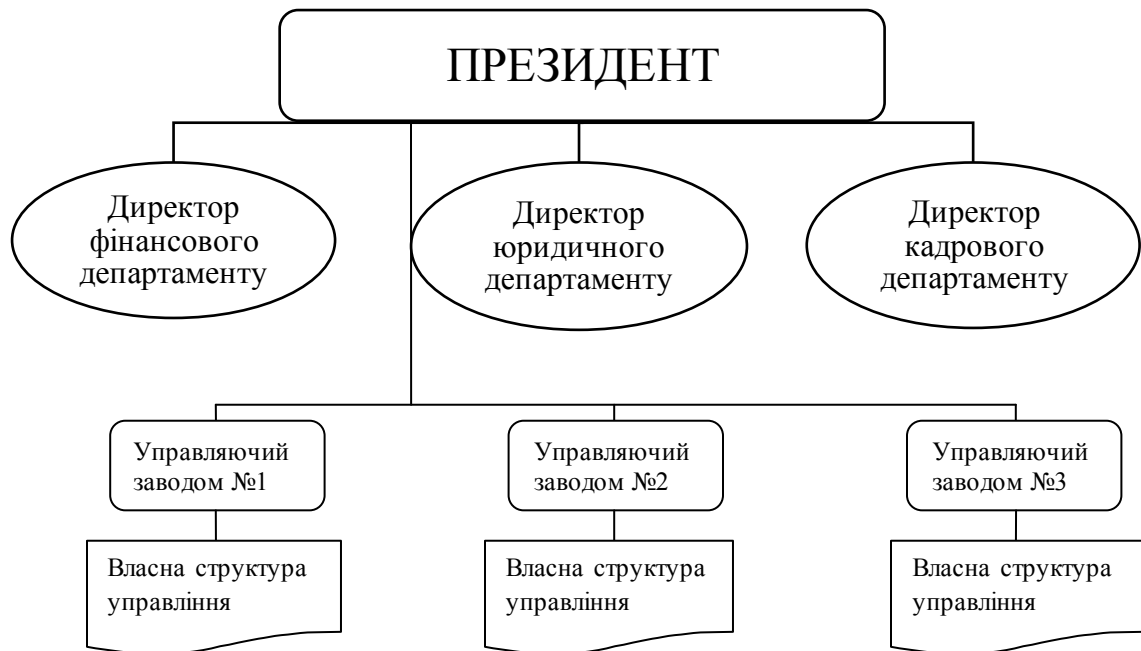 ПРЕЗИДЕНТ
Директор
фінансового
департаменту
Директор
юридичного
департаменту
Директор
кадрового
департаменту
Управляючий
заводом №1
Управляючий
заводом №2
Управляючий
заводом №3
Власна структура
управління
Власна структура
управління
Власна структура
управління